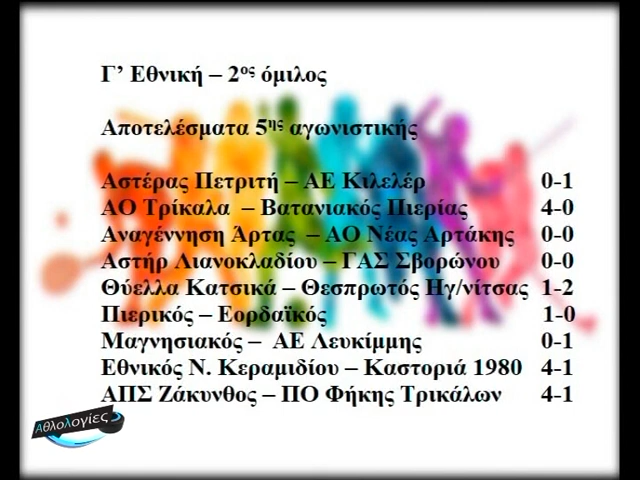 Γ’ Εθνική – 2ος όμιλος
Αποτελέσματα 5ης αγωνιστικής
Αστέρας Πετριτή – ΑΕ Κιλελέρ 0-1
ΑΟ Τρίκαλα – Βατανιακός Πιερίας 4-0
Αναγέννηση Άρτας – ΑΟ Νέας Αρτάκης 0-0
Αστήρ Λιανοκλαδίου – ΓΑΣ Σβορώνου 0-0
Θύελλα Κατσικά – Θεσπρωτός Ηγ/νίτσας 1-2
Πιερικός – Εορδαϊκός 1-0
Μαγνησιακός – ΑΕ Λευκίμμης 0-1
Εθνικός Ν. Κεραμιδίου – Καστοριά 1980 4-1
ΑΠΣ Ζάκυνθος – ΠΟ Φήκης Τρικάλων 4-1
Αθλολογίες